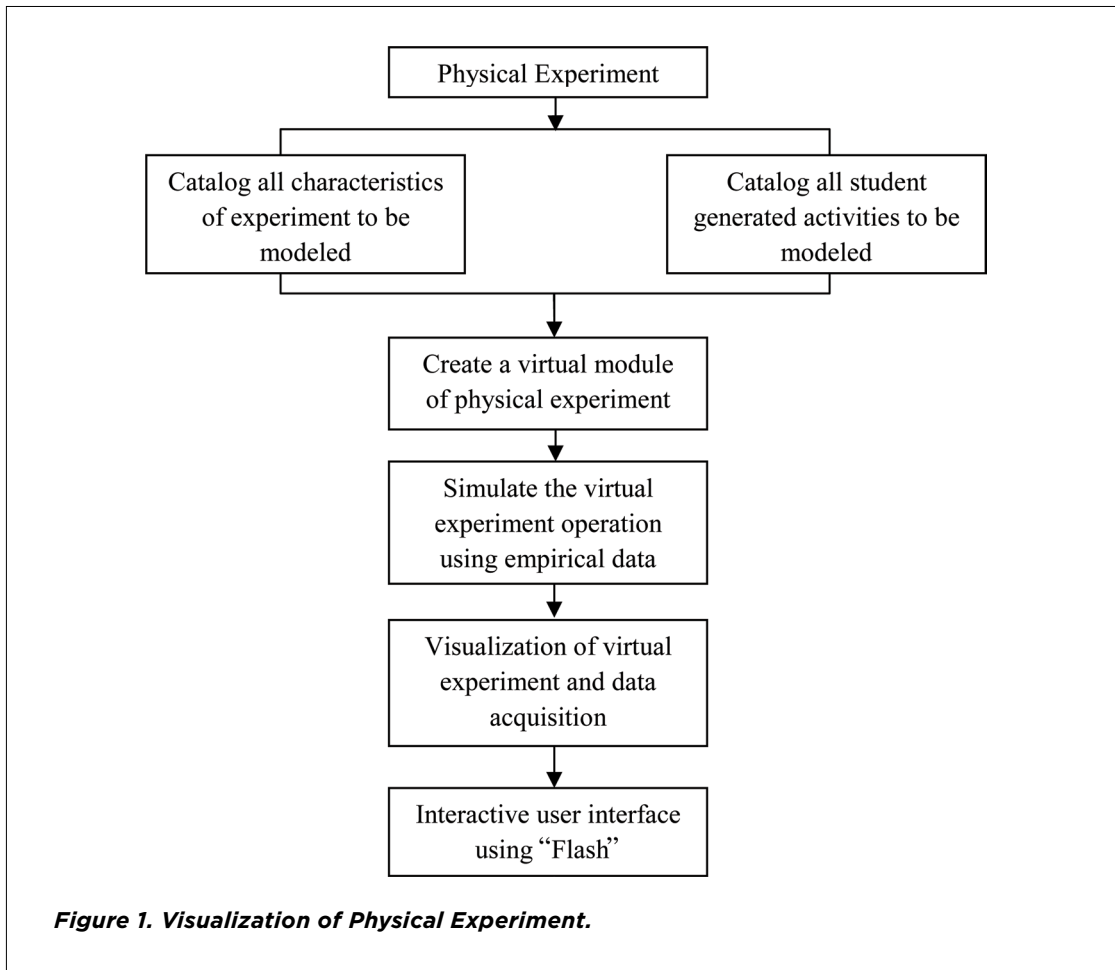 Physical Experiment
Catalog all characteristics
of experiment to be
modeled
Catalog all student
generated activities to be
modeled
Create a virtual module
of physical experiment
Simulate the virtual
experiment operation
using empirical data
Visualization of virtual
experiment and data
acquisition
Interactive user interface
using “Flash”
Figure 1. Visualization of Physical Experiment.